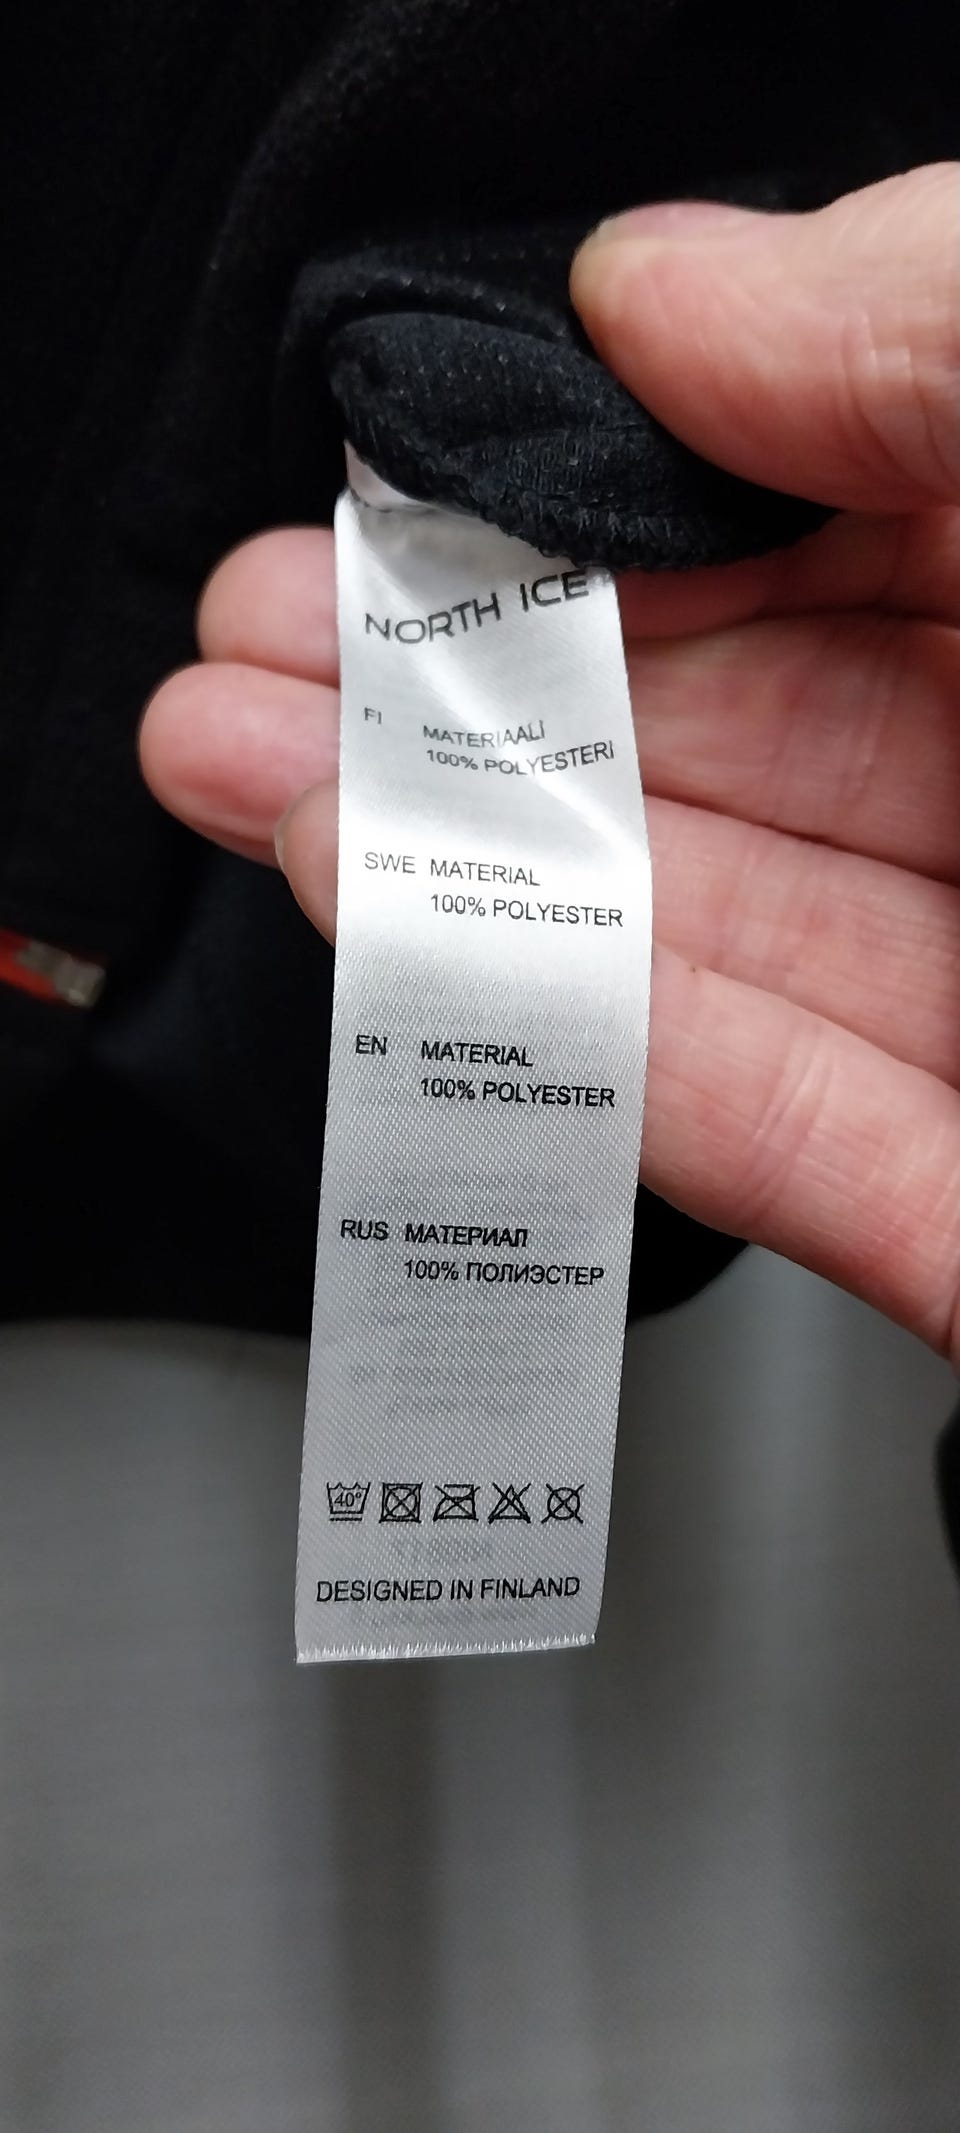 NORTH ICE
FI MATERIAALI
100% POLYESTERI
SWE MATERIAL
100% POLYESTER
EN MATERIAL
100% POLYESTER
RUS МАТЕРИАЛ
100% ПОЛИЭСТЕР
40°
DESIGNED IN FINLAND